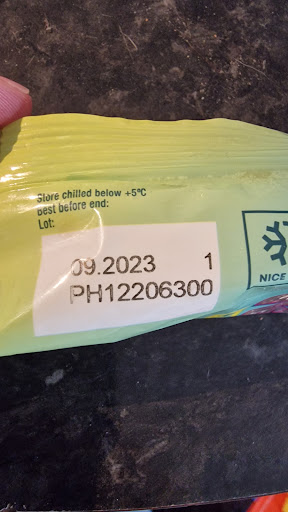 Store chilled below +5°C
Best before end:
Lot:
09.2023 1
PH12206300
NICE